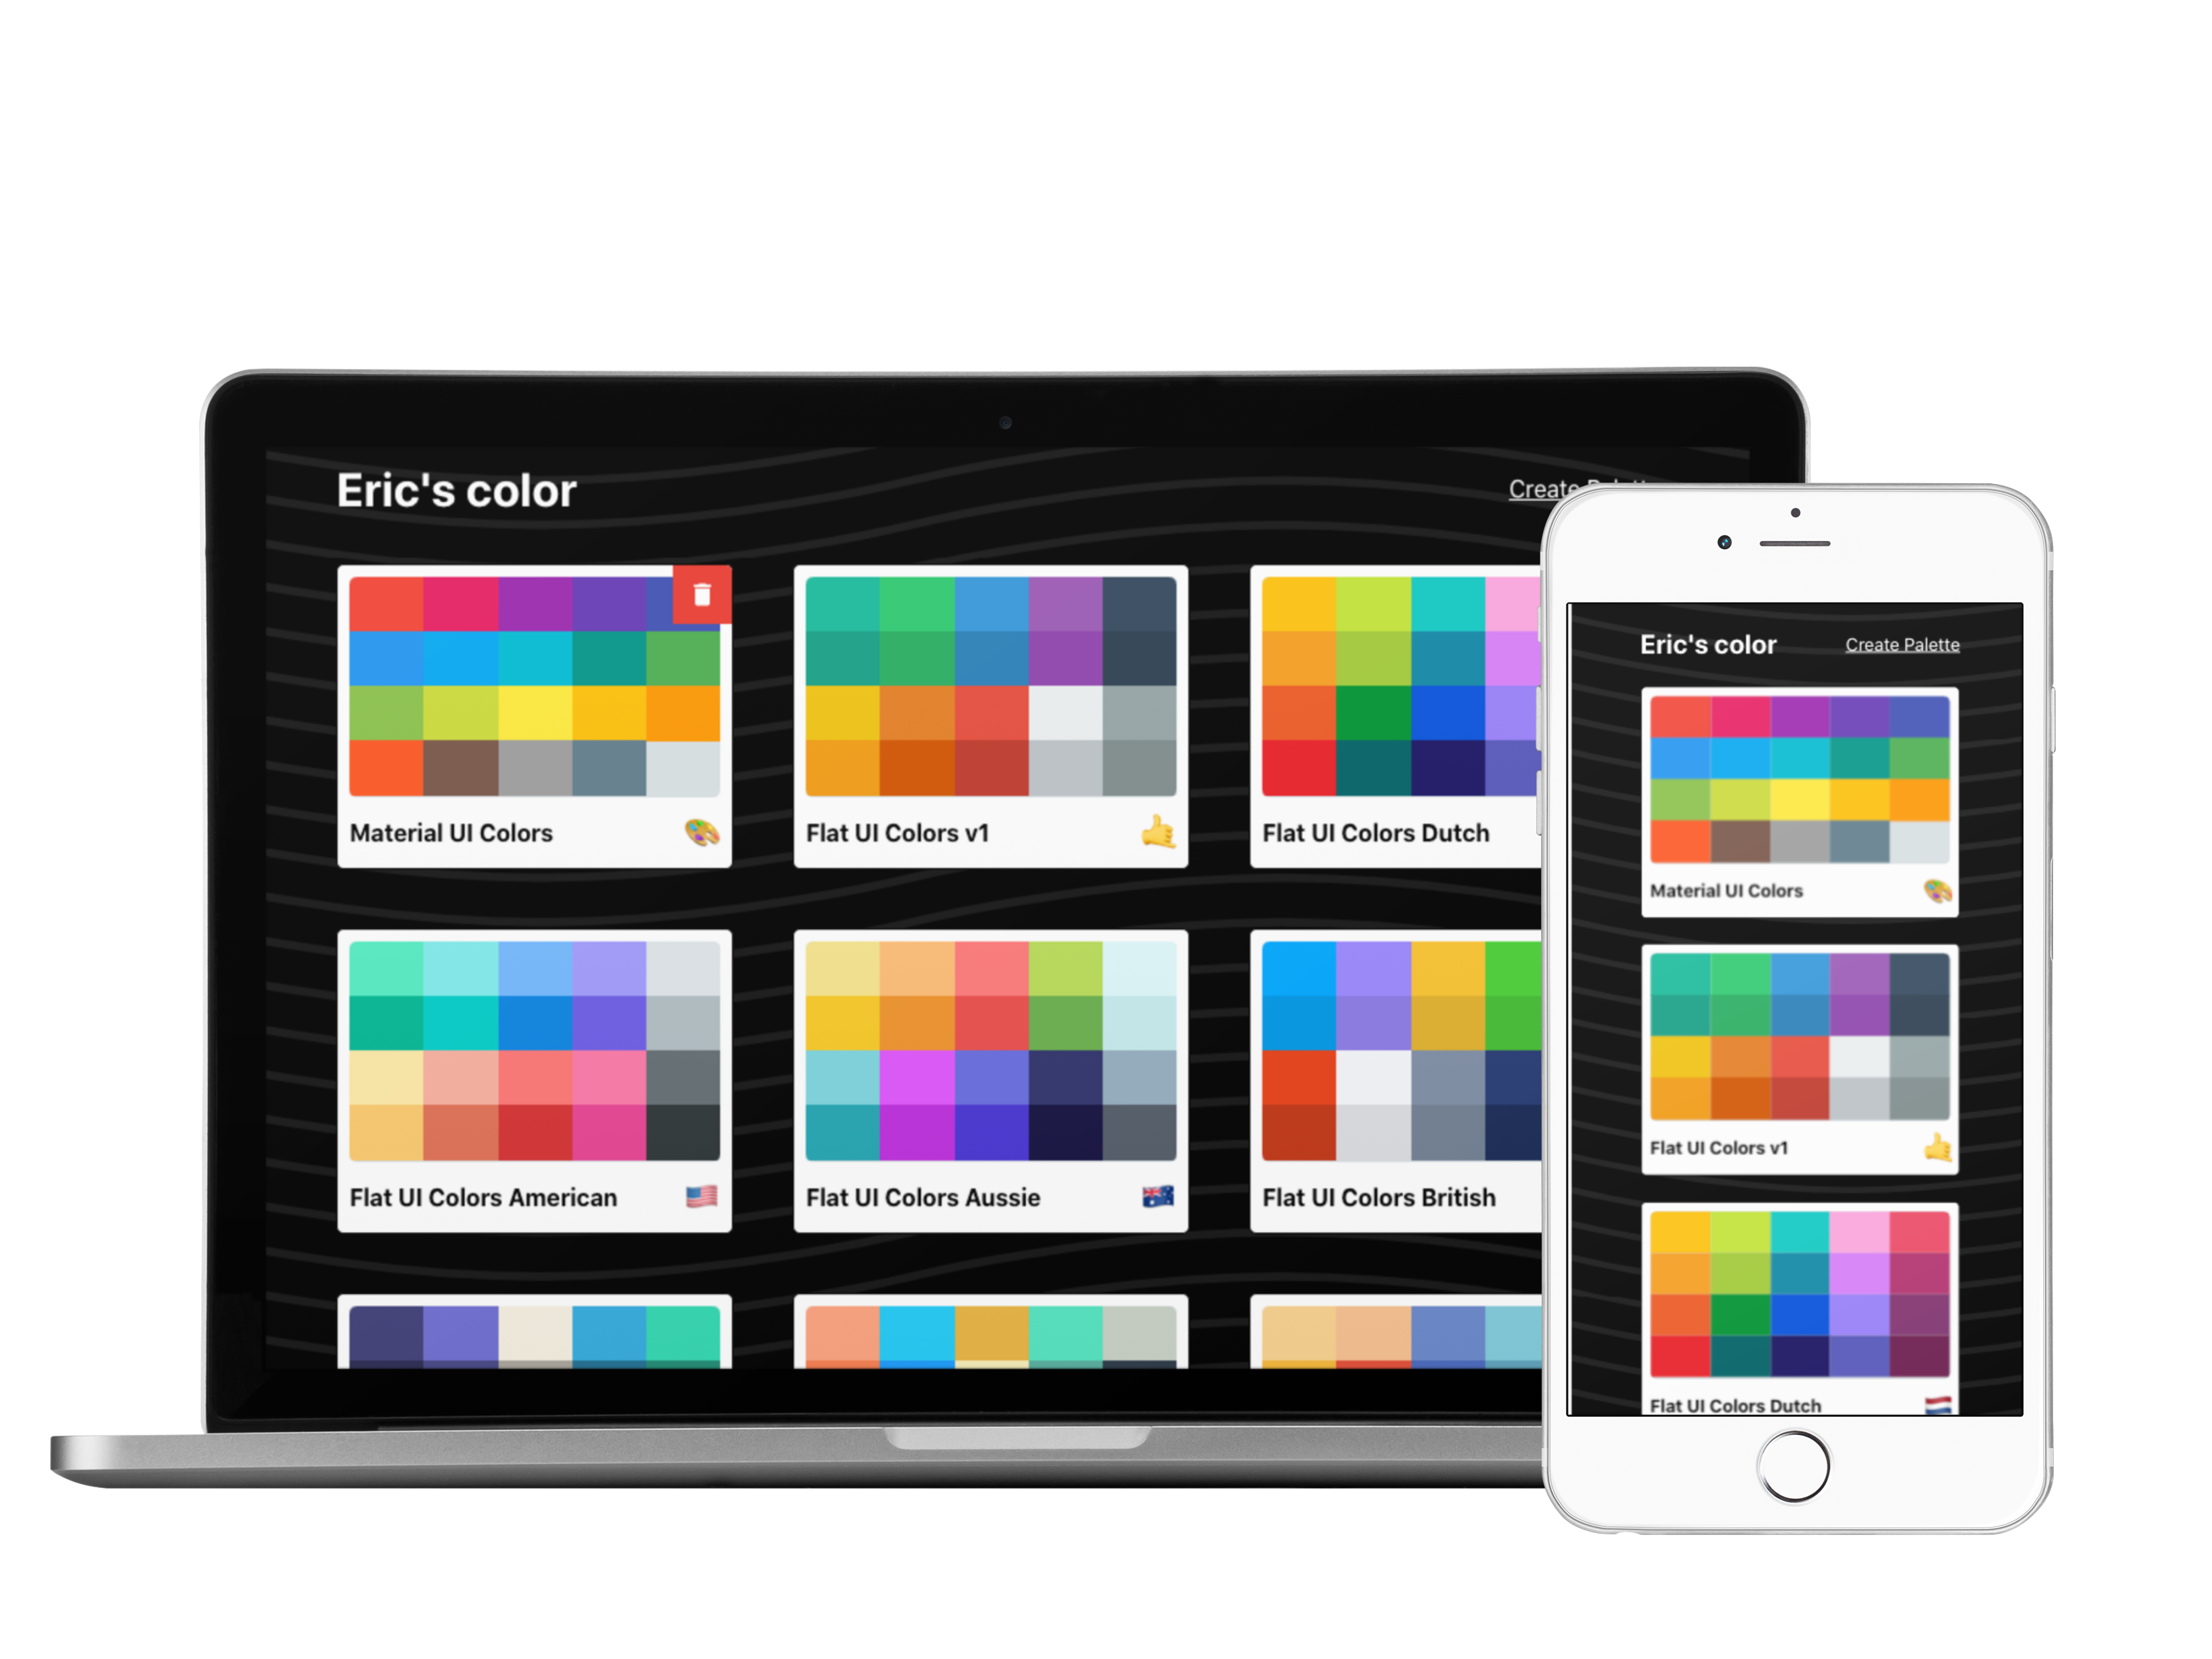 Eric's color
Create
Material UI Colors
Flat UI Colors v1
Flat UI Colors Dutch
Flat UI Colors American
Flat UI Colors Aussie
Flat UI Colors British
Eric's color
Create Palette
Material UI Colors
Flat UI Colors v1
Flat UI Colors Dutch